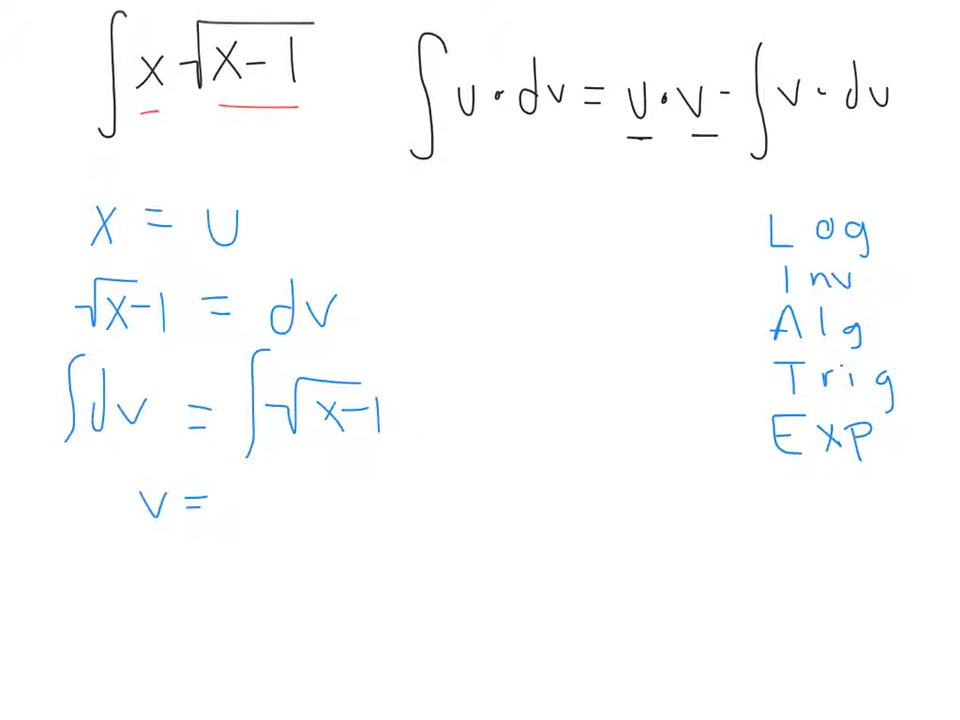 ∫ x √(x-1)
∫ u · dv = u · v - ∫ v · du
x = u
√x-1 = dv
∫ dv = ∫ √x-1
v =
Log
Inv
Alg
Trig
Exp